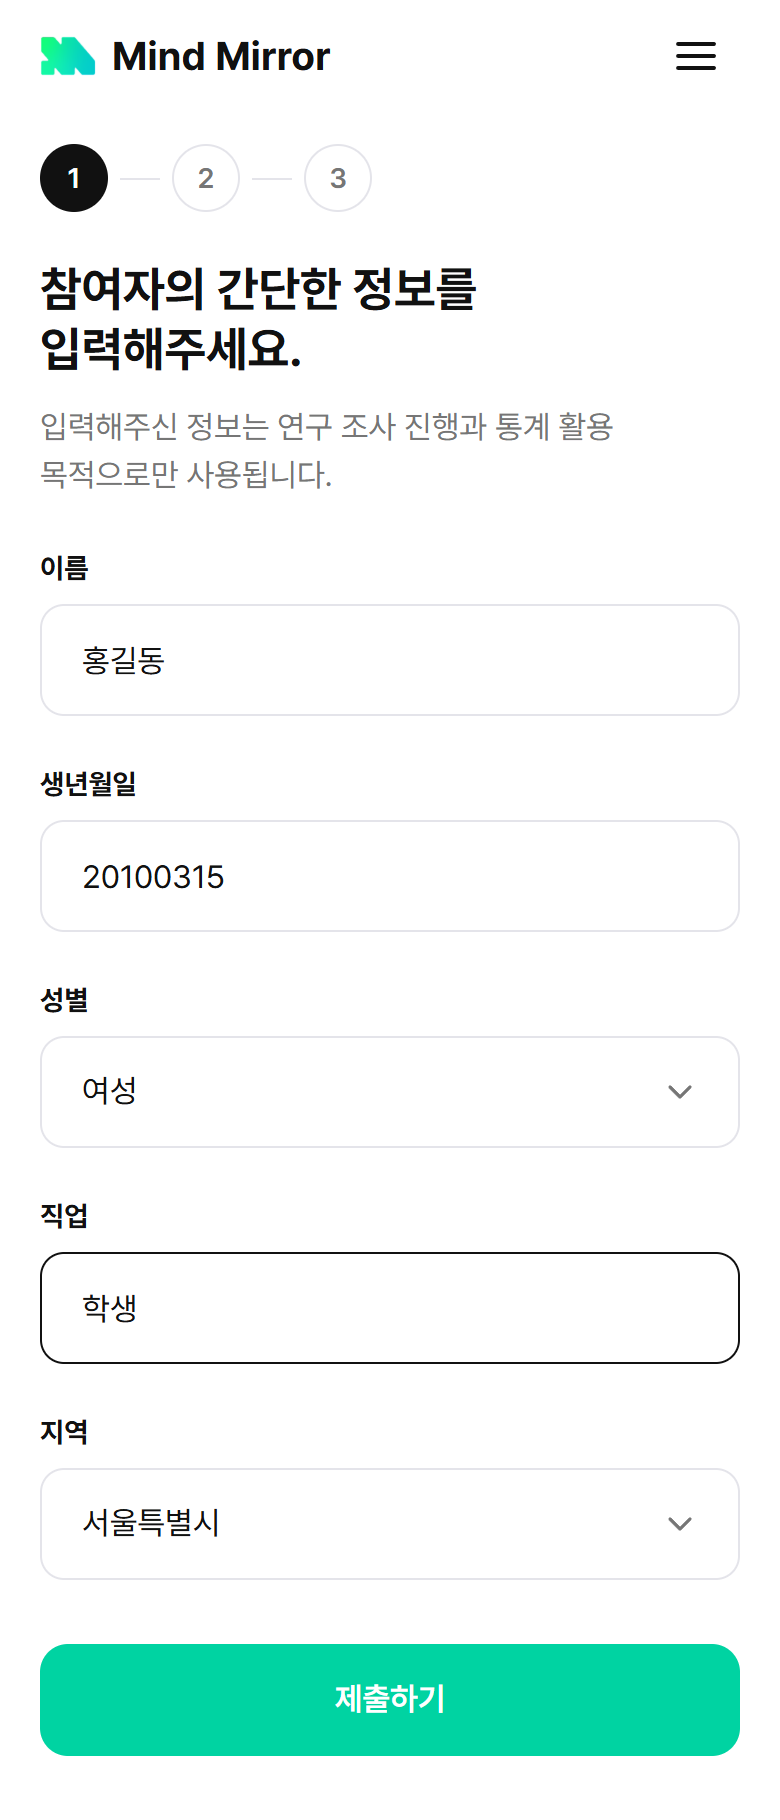 Mind Mirror
1
2
3
참여자의 간단한 정보를
입력해주세요.
입력해주신 정보는 연구 조사 진행과 통계 활용
목적으로만 사용됩니다.
이름
홍길동
생년월일
20100315
성별
여성
직업
학생
지역
서울특별시
제출하기